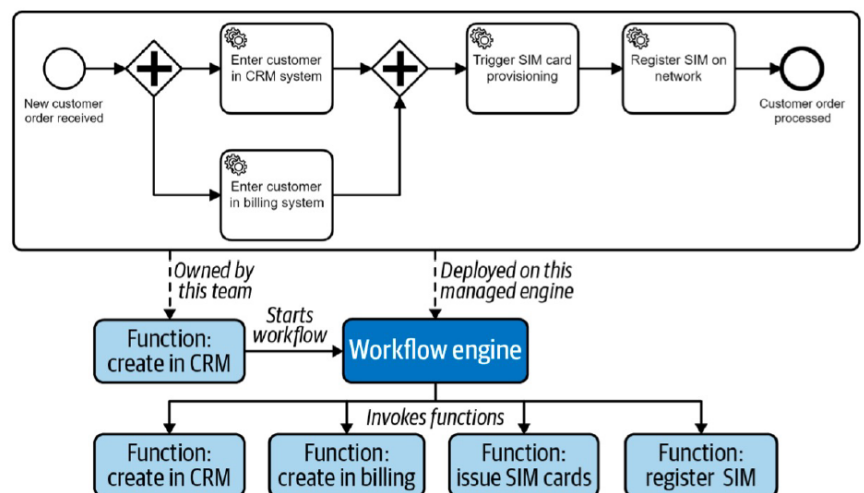 Enter customer
in CRM system
Trigger SIM card
provisioning
Register SIM on
network
New customer
order received
Customer order
processed
Enter customer
in billing system
Owned by
this team
Deployed on this
managed engine
Function:
create in CRM
Starts
workflow
Workflow engine
Invokes functions
Function:
create in CRM
Function:
create in billing
Function:
issue SIM cards
Function:
register SIM